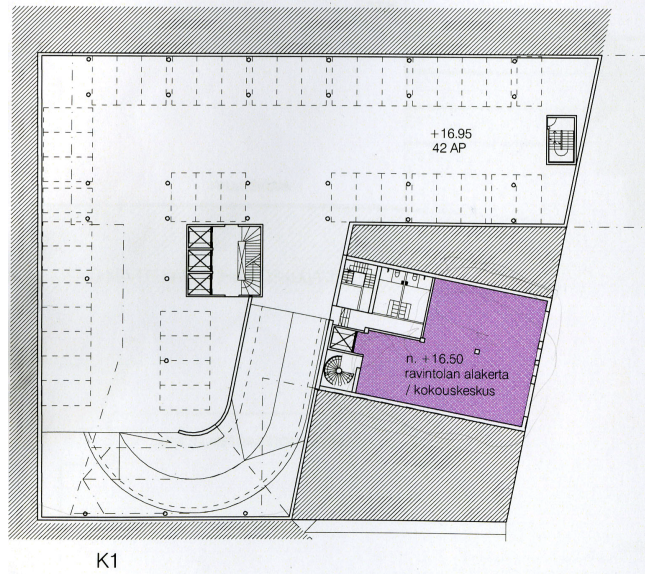 +16.95
42 AP
n. +16.50
ravintolan alakerta
/ kokouskeskus
K1